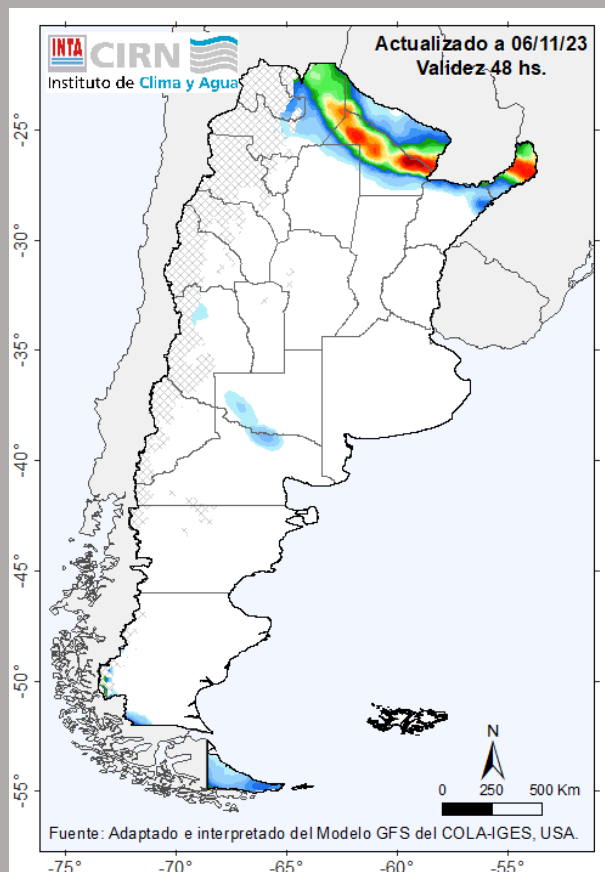 INTA CIRN
Instituto de Clima y Agua
Actualizado a 06/11/23
Validez 48 hs.
-25°
-30°
-35°
-40°
-45°
-50°
-55°
N
0 250 500 Km
Fuente: Adaptado e interpretado del Modelo GFS del COLA-IGES, USA.
-75° -70° -65° -60° -55°